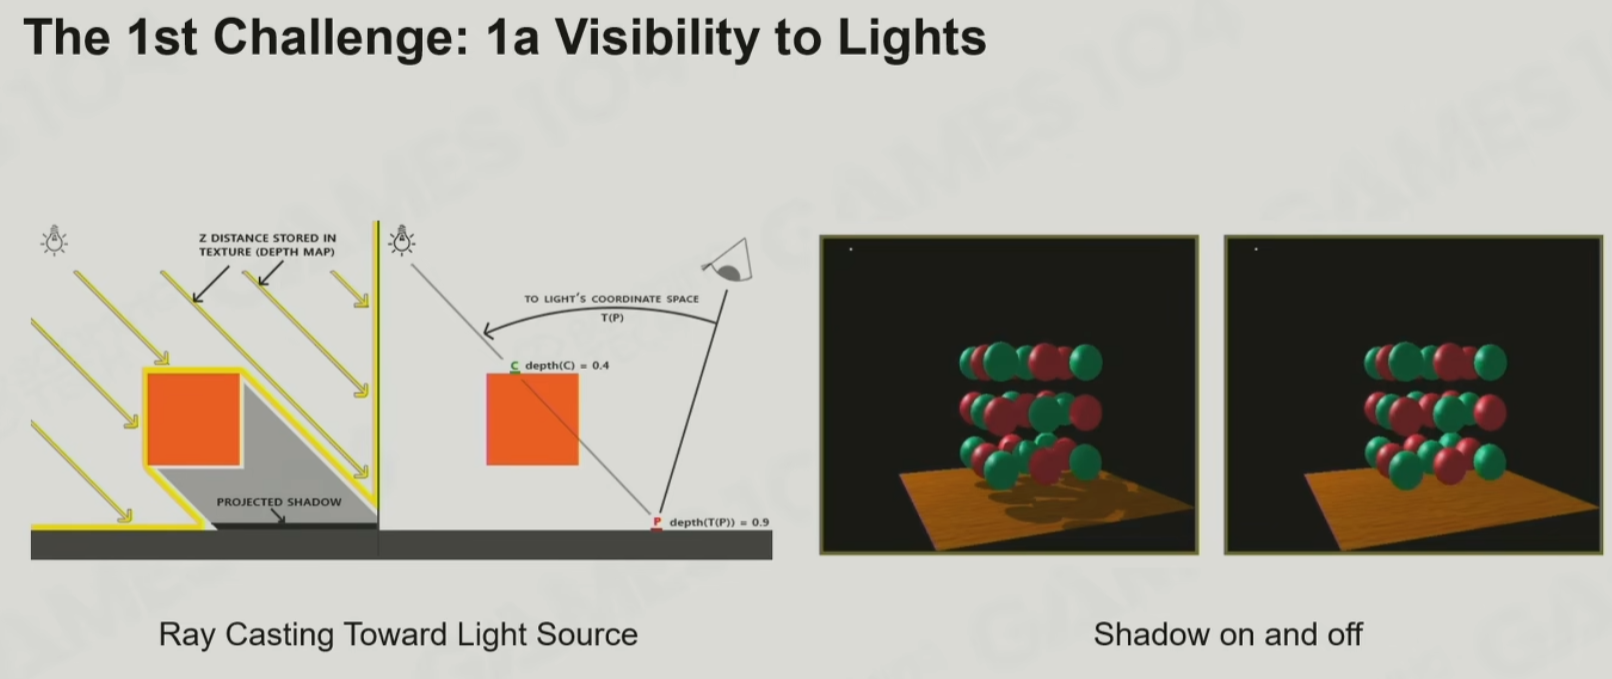 The 1st Challenge: 1a Visibility to Lights
Z DISTANCE STORED IN
TEXTURE (DEPTH MAP)
PROJECTED SHADOW
TO LIGHT'S COORDINATE SPACE
T(P)
C depth(C) = 0.4
P depth(T(P)) = 0.9
Ray Casting Toward Light Source
Shadow on and off
GAMES104